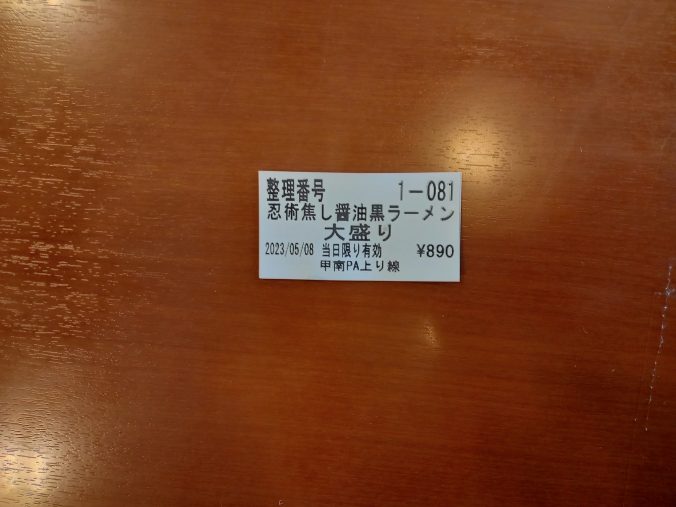 整理番号 1-081
忍術焦し醤油黒ラーメン
大盛り
2023/05/08 当日限り有効 ¥890
甲南PA上り線